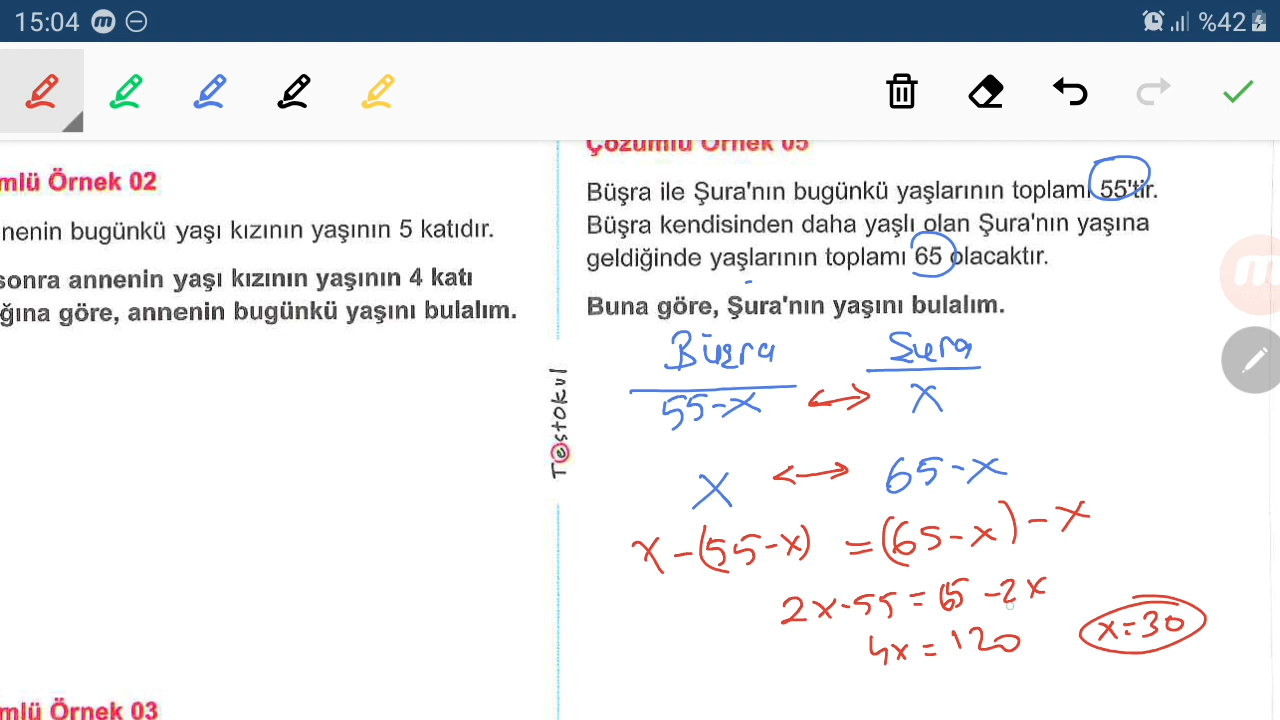 15:04
%42
mlü Örnek 02
nenin bugünkü yaşı kızının yaşının 5 katıdır.
sonra annenin yaşı kızının yaşının 4 katı
ğına göre, annenin bugünkü yaşını bulalım.
mlü Örnek 03
Testokul
Çözümlü Örnek 05
Büşra ile Şura'nın bugünkü yaşlarının toplamı 55'tir.
Büşra kendisinden daha yaşlı olan Şura'nın yaşına
geldiğinde yaşlarının toplamı 65 olacaktır.
Buna göre, Şura'nın yaşını bulalım.
Büşra Şura
55-x ↔ x
x ↔ 65-x
x-(55-x) = (65-x)-x
2x-55 = 65-2x
4x = 120
x=30